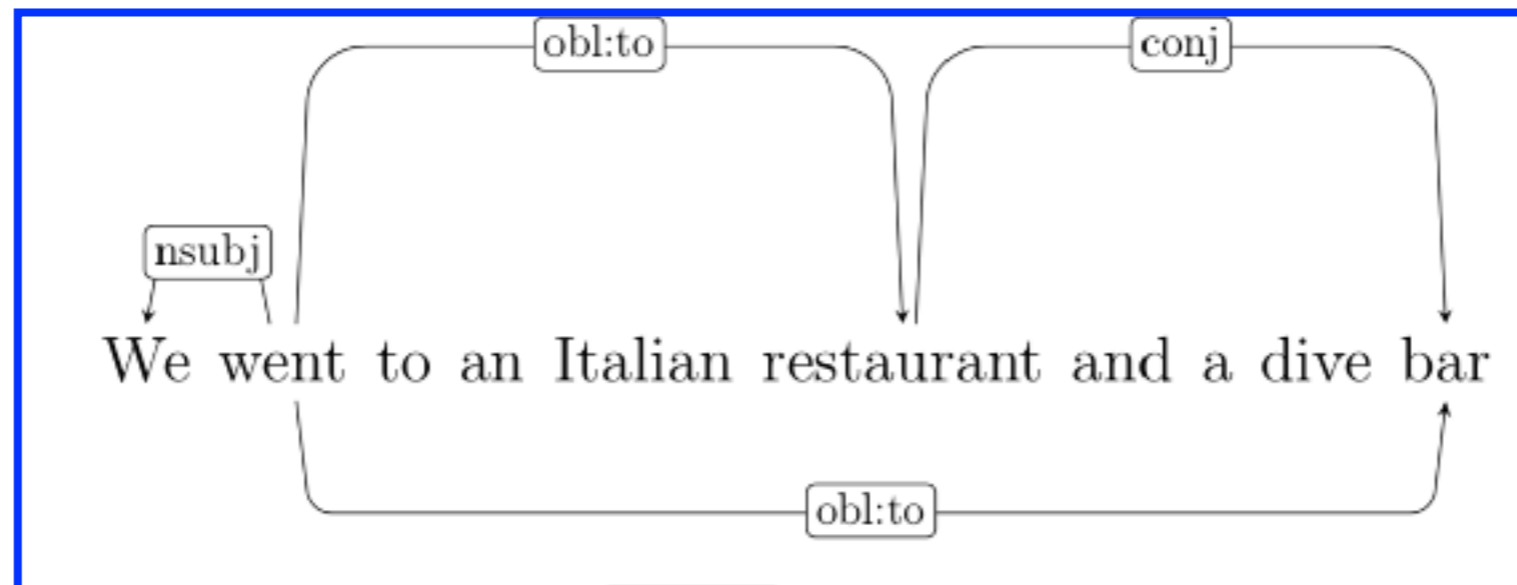 obl:to conj
nsubj
We went to an Italian restaurant and a dive bar
obl:to